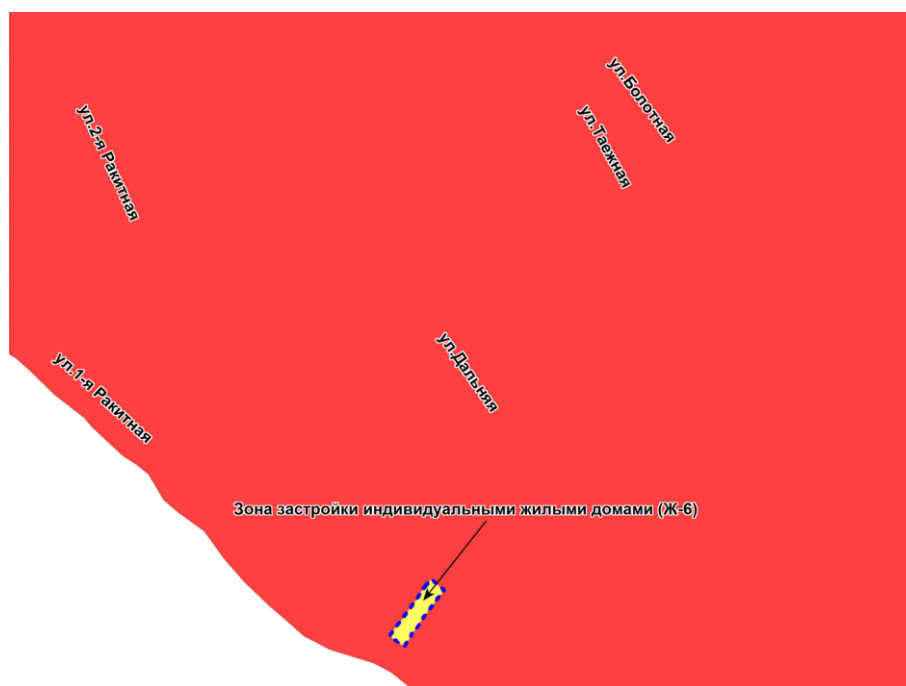 ул.Болотная
ул.2-я Ракитная
ул.Таежная
ул.Дальняя
ул.1-я Ракитная
Зона застройки индивидуальными жилыми домами (Ж-6)